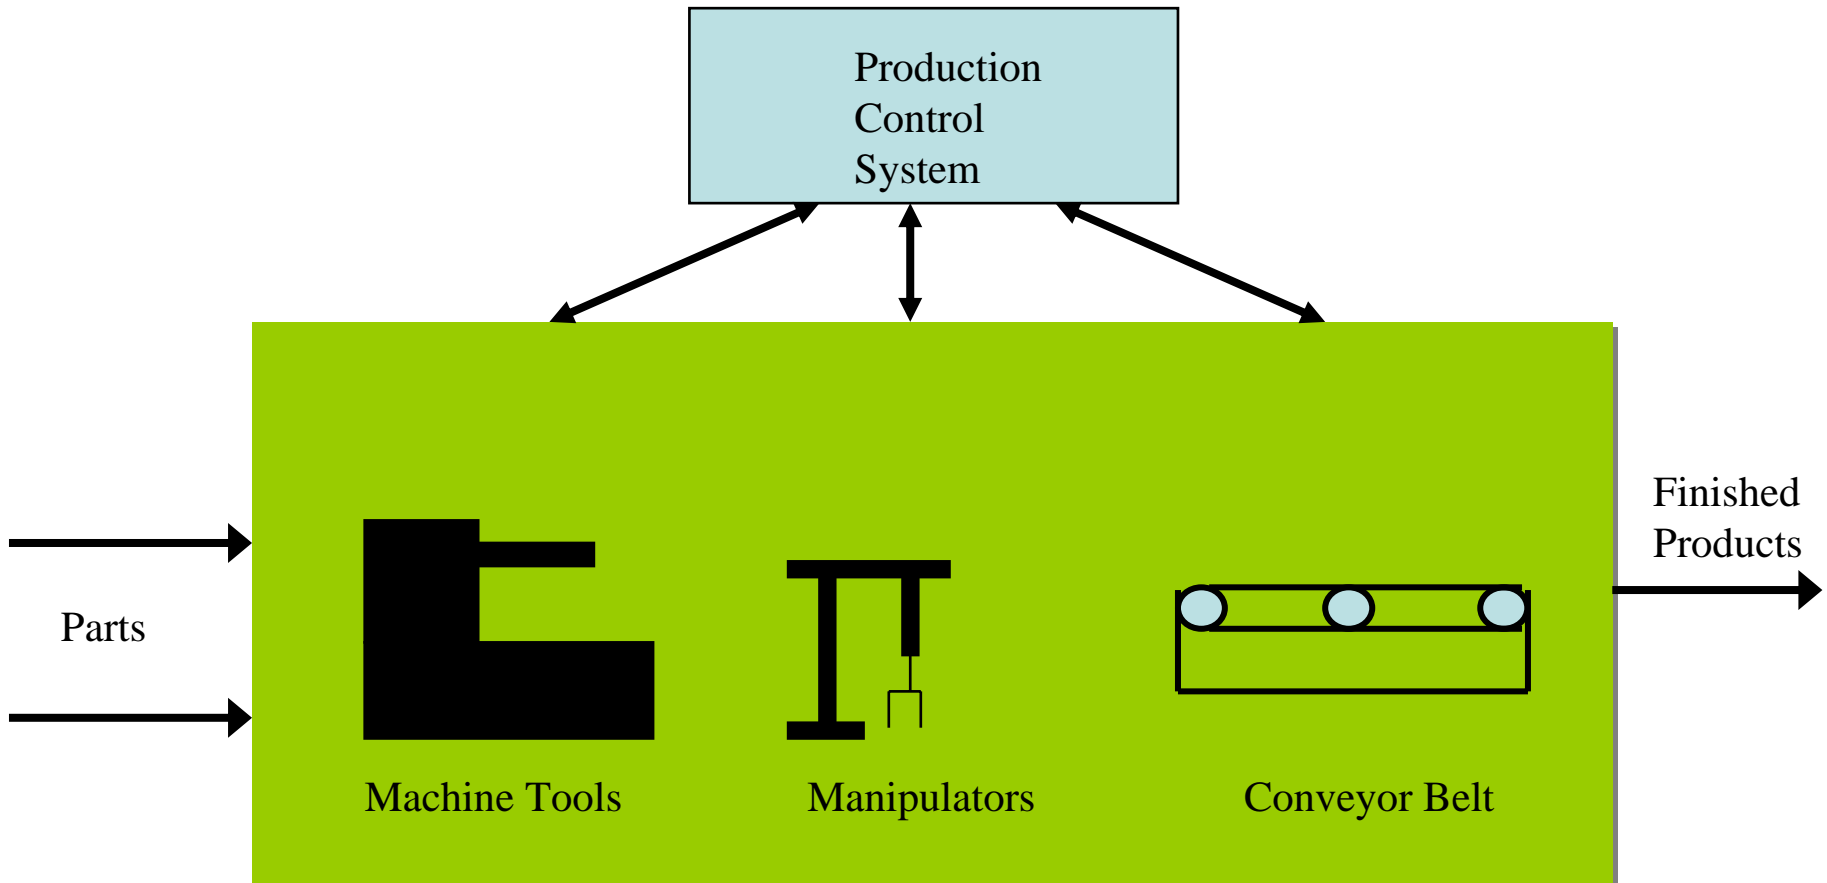 Production
Control
System
Finished
Products
Parts
Machine Tools
Manipulators
Conveyor Belt